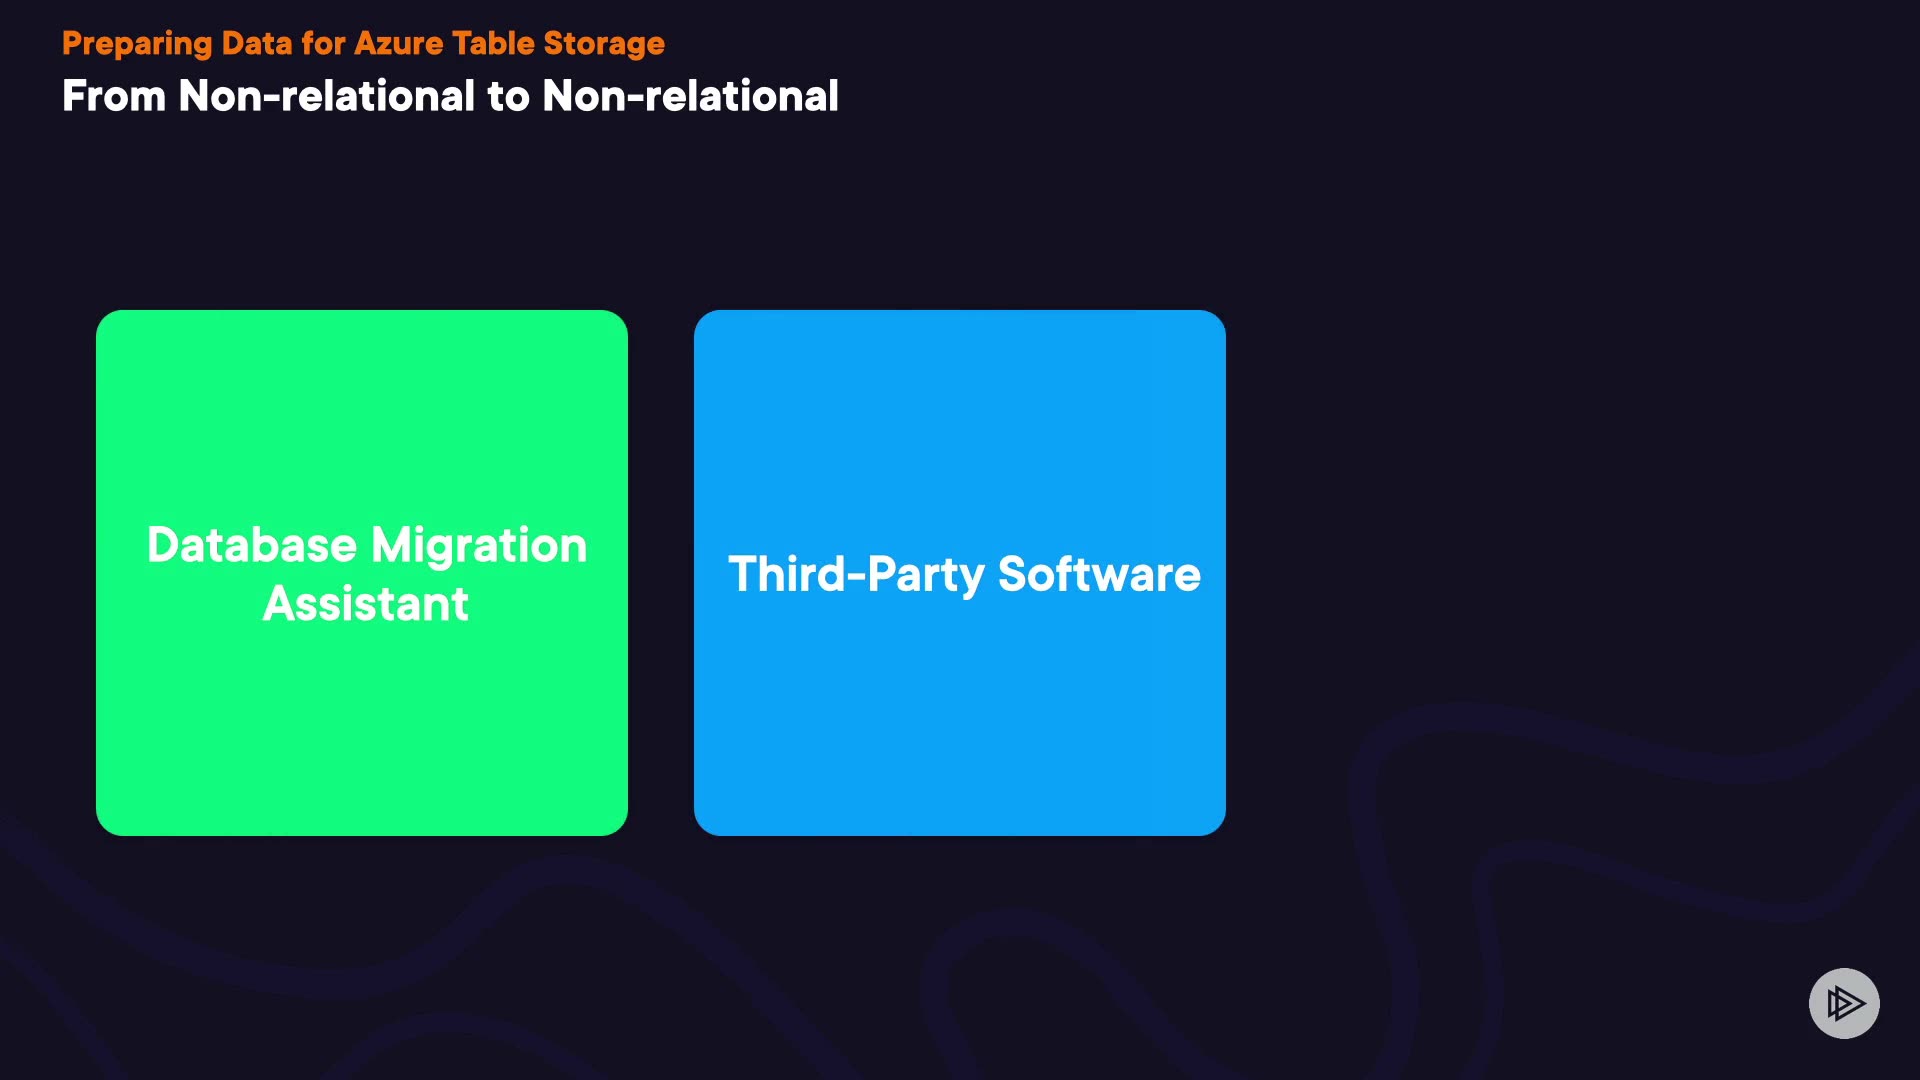 Preparing Data for Azure Table Storage
From Non-relational to Non-relational
Database Migration
Assistant
Third-Party Software